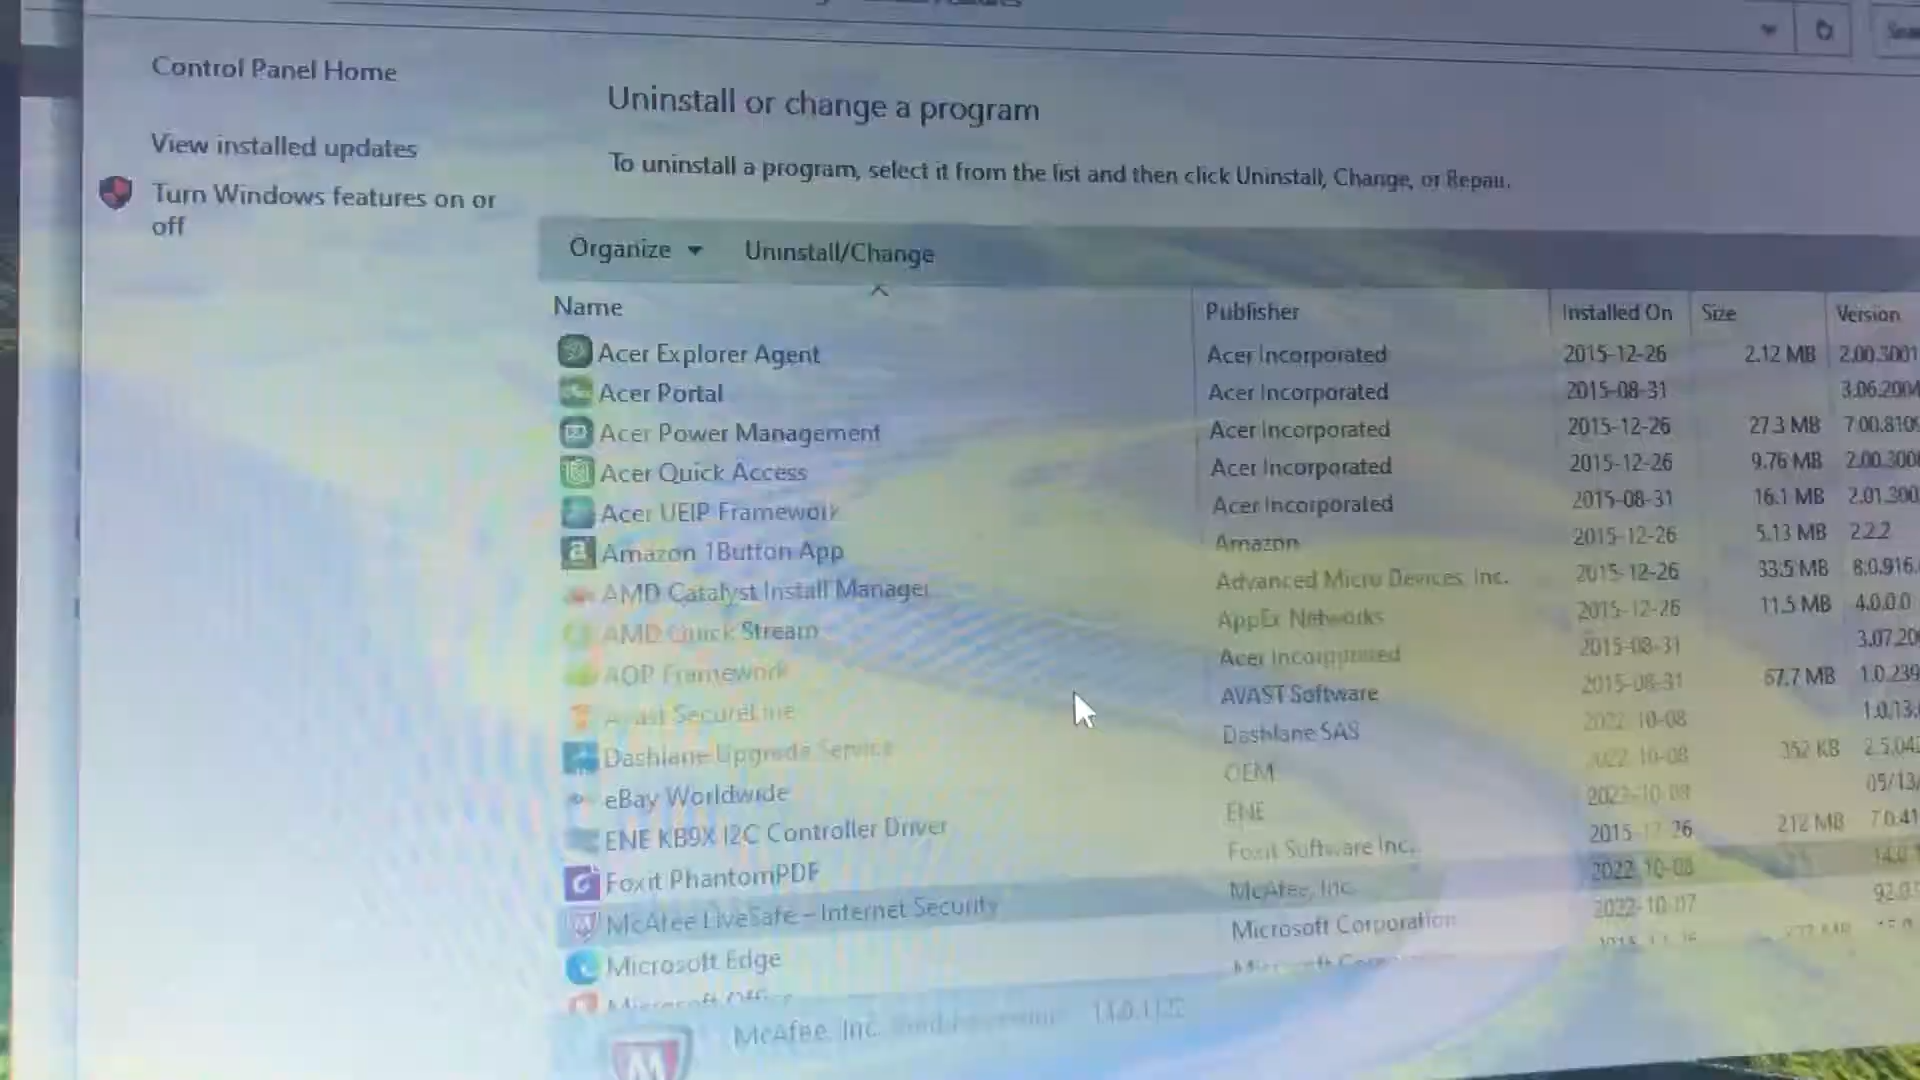 Control Panel Home
View installed updates
Turn Windows features on or
off
Uninstall or change a program
To uninstall a program, select it from the list and then click Uninstall, Change, or Repair.
Organize Uninstall/Change
Name Publisher Installed On Size Version
Acer Explorer Agent Acer Incorporated 2015-12-26 2.12 MB 2.00.3001
Acer Portal Acer Incorporated 2015-08-31 3.06.2004
Acer Power Management Acer Incorporated 2015-12-26 27.3 MB 7.00.8109
Acer Quick Access Acer Incorporated 2015-12-26 9.76 MB 2.00.300
Acer UEIP Framework Acer Incorporated 2015-08-31 16.1 MB 2.01.300
Amazon 1Button App Amazon 2015-12-26 5.13 MB 2.2.2
AMD Catalyst Install Manager Advanced Micro Devices, Inc. 2015-12-26 33.5 MB 8.0.916.
AMD Quick Stream AppEx Networks 2015-12-26 11.5 MB 4.0.0.0
AOP Framework Acer Incorporated 2015-08-31 3.07.20
Avast SecureLine AVAST Software 2015-08-31 67.7 MB 1.0.239
Dashlane Upgrade Service Dashlane SAS 2022-10-08 1.0/13.
eBay Worldwide OEM 2022-10-08 352 KB 2.5.04
ENE KB9X I2C Controller Driver ENE 2022-10-08 05/13/
Foxit PhantomPDF Foxit Software Inc. 2015-12-26 212 MB 7.0.41
McAfee LiveSafe – Internet Security McAfee, Inc. 2022-10-08 14.0.1
Microsoft Edge Microsoft Corporation 2022-10-07 92.0.
Microsoft Office
McAfee, Inc. 14.0.1122